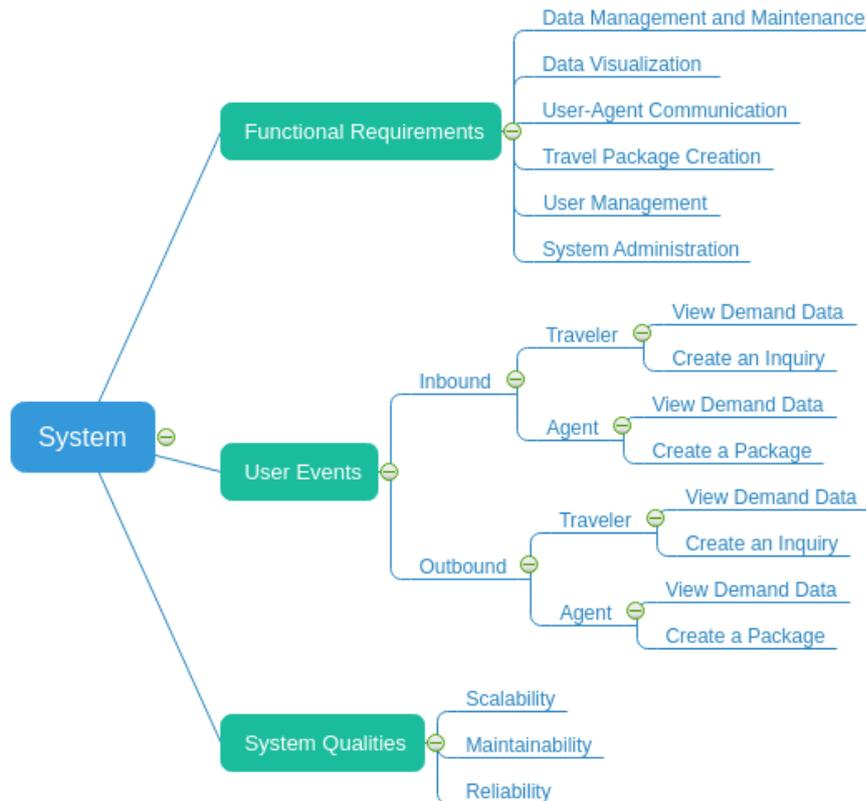 System
Functional Requirements
Data Management and Maintenance
Data Visualization
User-Agent Communication
Travel Package Creation
User Management
System Administration
User Events
Inbound
Traveler
View Demand Data
Create an Inquiry
Agent
View Demand Data
Create a Package
Outbound
Traveler
View Demand Data
Create an Inquiry
Agent
View Demand Data
Create a Package
System Qualities
Scalability
Maintainability
Reliability